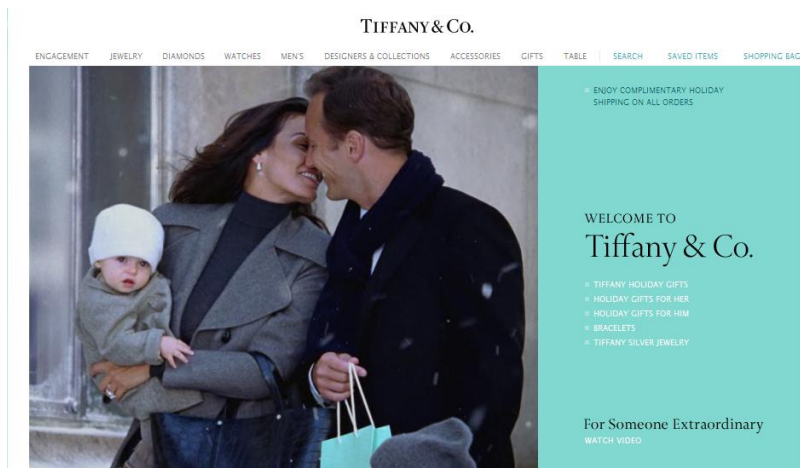 TIFFANY & CO.
ENGAGEMENT JEWELRY DIAMONDS WATCHES MEN'S DESIGNERS & COLLECTIONS ACCESSORIES GIFTS TABLE SEARCH SAVED ITEMS SHOPPING BAG
ENJOY COMPLIMENTARY HOLIDAY
SHIPPING ON ALL ORDERS
WELCOME TO
Tiffany & Co.
TIFFANY HOLIDAY GIFTS
HOLIDAY GIFTS FOR HER
HOLIDAY GIFTS FOR HIM
BRACELETS
TIFFANY SILVER JEWELRY
For Someone Extraordinary
WATCH VIDEO